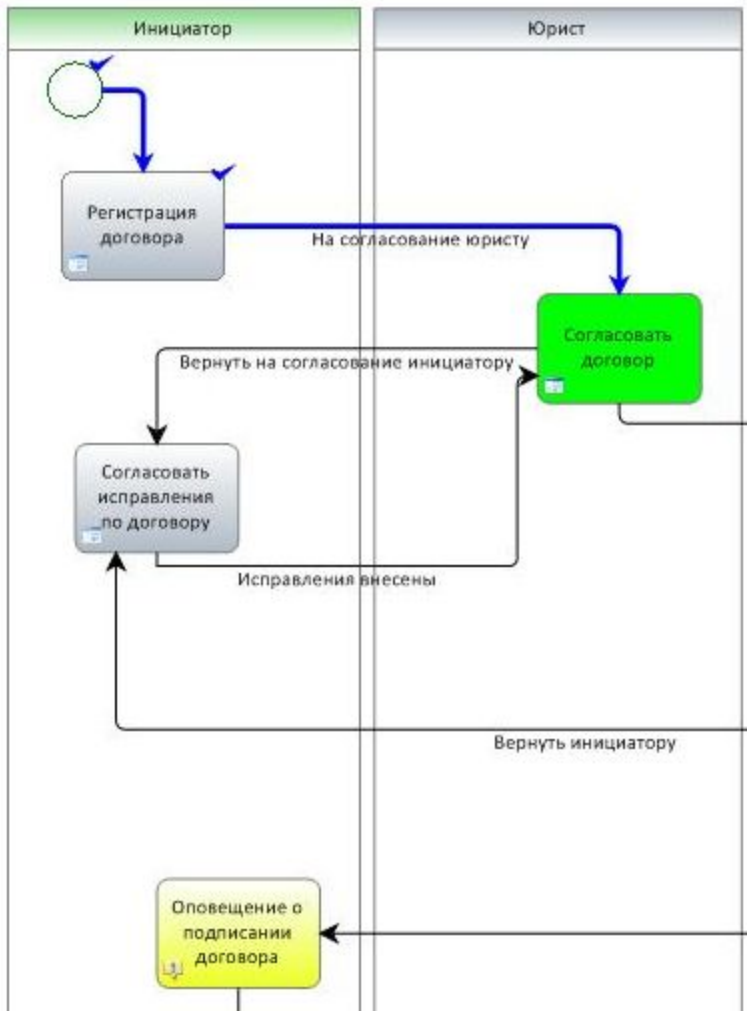 Инициатор
Юрист
Регистрация
договора
На согласование юристу
Согласовать
договор
Вернуть на согласование инициатору
Согласовать
исправления
по договору
Исправления внесены
Вернуть инициатору
Оповещение о
подписании
договора